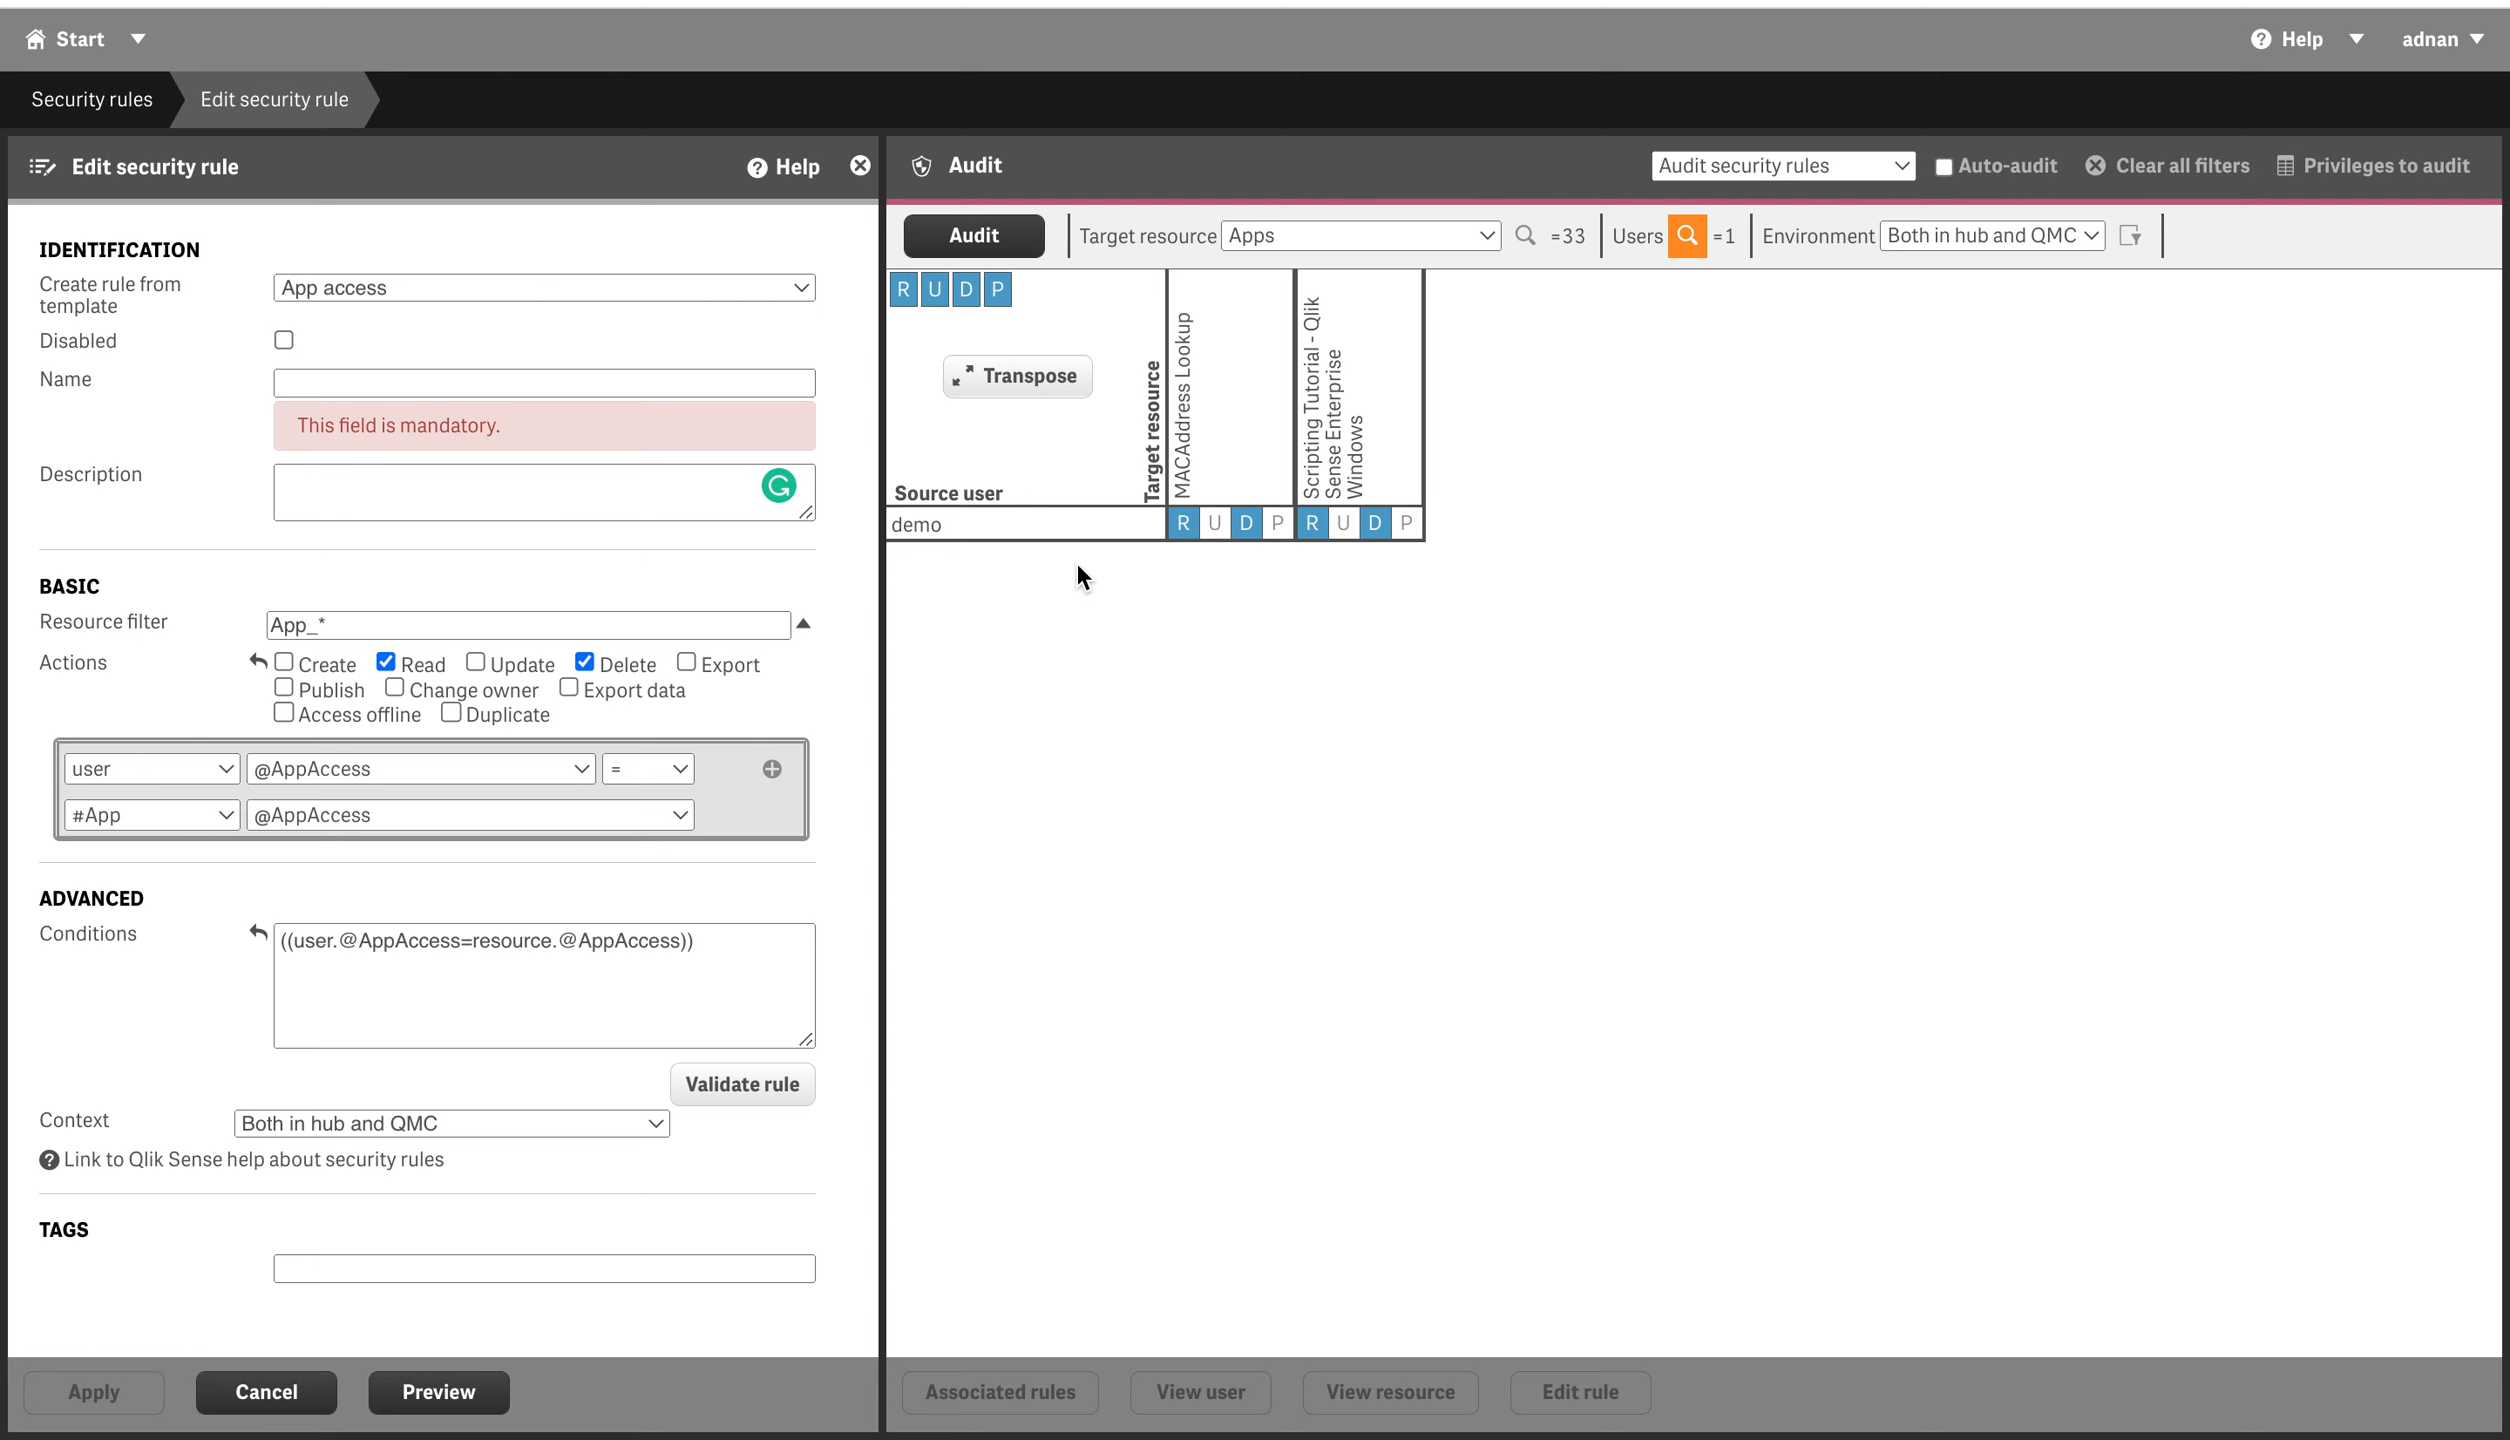 Start
Help
adnan
Security rules
Edit security rule
Edit security rule
Help
IDENTIFICATION
Create rule from
template
App access
Disabled
Name
This field is mandatory.
Description
BASIC
Resource filter
App_*
Actions
Create Read Update Delete Export
Publish Change owner Export data
Access offline Duplicate
user @AppAccess =
#App @AppAccess
ADVANCED
Conditions
((user.@AppAccess=resource.@AppAccess))
Validate rule
Context
Both in hub and QMC
Link to Qlik Sense help about security rules
TAGS
Apply
Cancel
Preview
Audit
Audit security rules
Auto-audit
Clear all filters
Privileges to audit
Audit
Target resource
Apps
=33
Users
=1
Environment
Both in hub and QMC
R U D P
Transpose
Source user
Target resource
MACAddress Lookup
Scripting Tutorial - Qlik
Sense Enterprise
Windows
demo
R U D P R U D P
Associated rules
View user
View resource
Edit rule